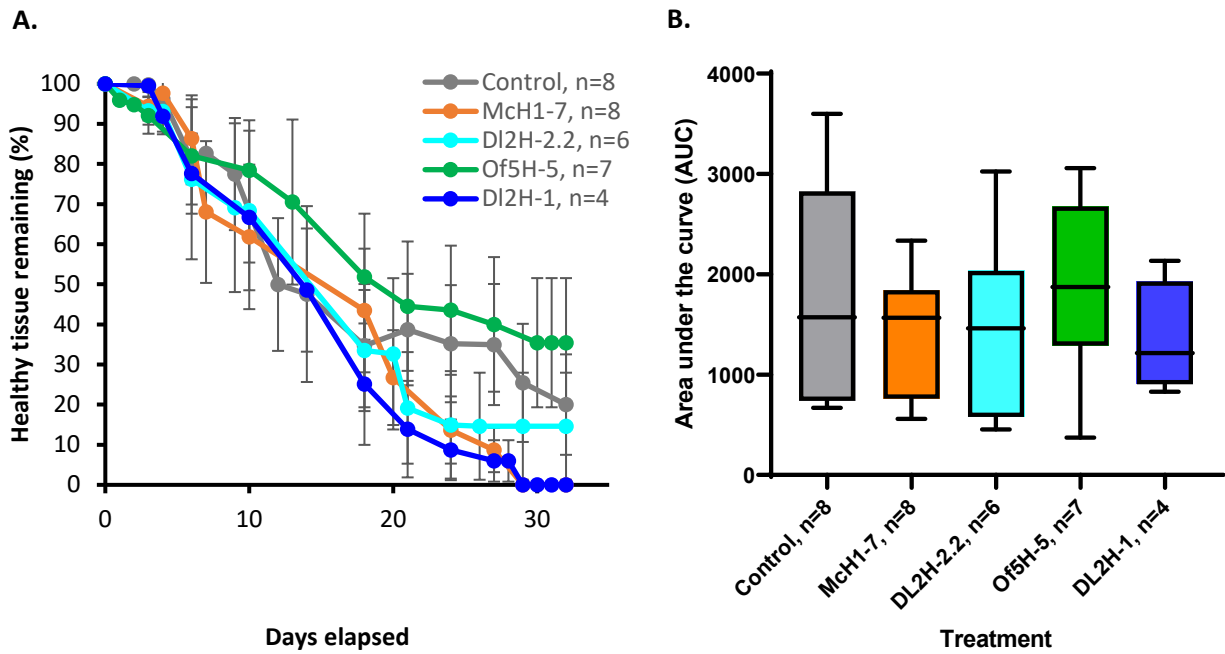 A.
Healthy tissue remaining (%)
100
90
80
70
60
50
40
30
20
10
0
0 10 20 30
Days elapsed
Control, n=8
McH1-7, n=8
Dl2H-2.2, n=6
Of5H-5, n=7
Dl2H-1, n=4
B.
Area under the curve (AUC)
4000
3000
2000
1000
0
Control, n=8
McH1-7, n=8
DL2H-2.2, n=6
Of5H-5, n=7
DL2H-1, n=4
Treatment